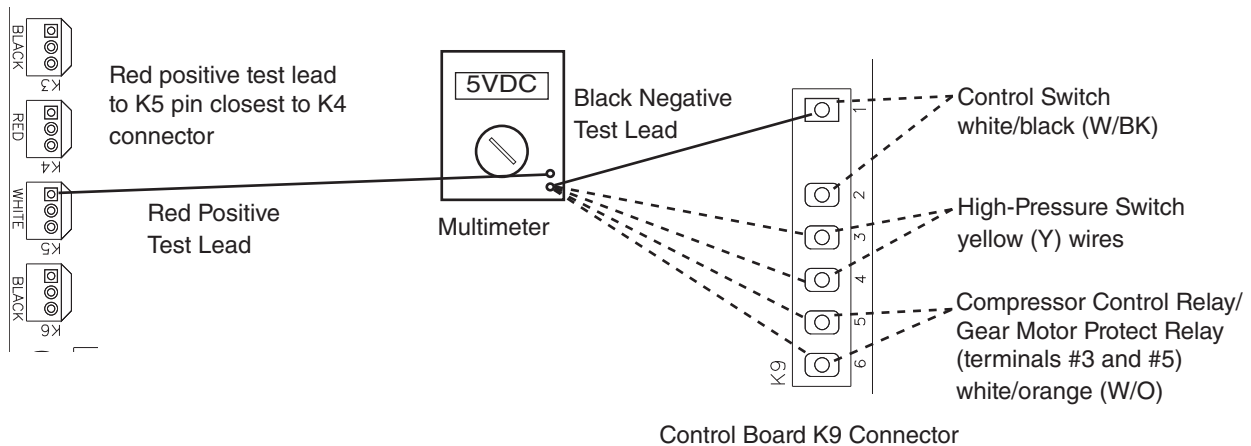 BLACK
K3
RED
K4
WHITE
K5
BLACK
K6
Red positive test lead
to K5 pin closest to K4
connector
Red Positive
Test Lead
5VDC
Multimeter
Black Negative
Test Lead
1
2
3
4
5
6
K9
Control Switch
white/black (W/BK)
High-Pressure Switch
yellow (Y) wires
Compressor Control Relay/
Gear Motor Protect Relay
(terminals #3 and #5)
white/orange (W/O)
Control Board K9 Connector